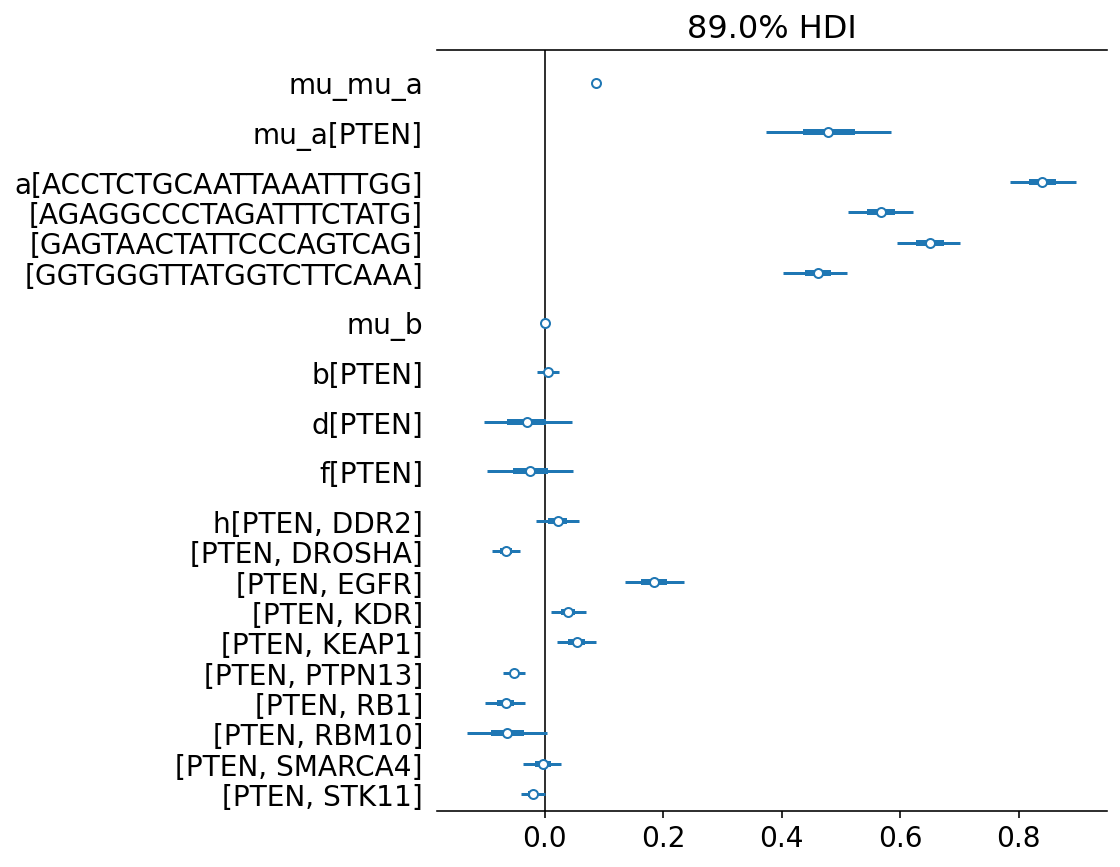 89.0% HDI
mu_mu_a
mu_a[PTEN]
a[ACCTCTGCAATTAAATTTGG]
[AGAGGCCCTAGATTTCTATG]
[GAGTAACTATTCCCAGTCAG]
[GGTGGGTTATGGTCTTCAAA]
mu_b
b[PTEN]
d[PTEN]
f[PTEN]
h[PTEN, DDR2]
[PTEN, DROSHA]
[PTEN, EGFR]
[PTEN, KDR]
[PTEN, KEAP1]
[PTEN, PTPN13]
[PTEN, RB1]
[PTEN, RBM10]
[PTEN, SMARCA4]
[PTEN, STK11]
0.0 0.2 0.4 0.6 0.8